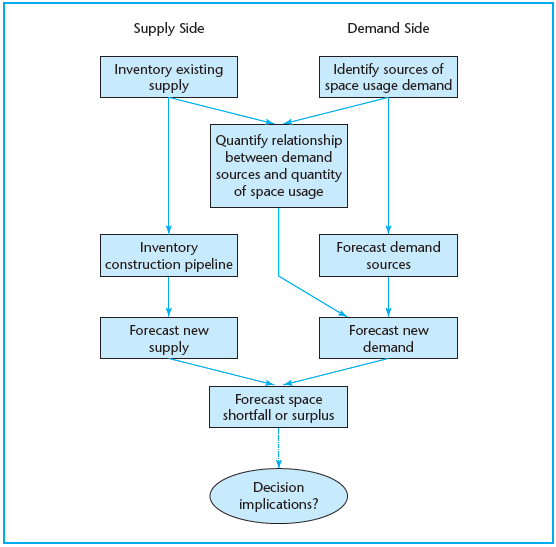 Supply Side
Demand Side
Inventory existing
supply
Identify sources of
space usage demand
Quantify relationship
between demand
sources and quantity
of space usage
Inventory
construction pipeline
Forecast demand
sources
Forecast new
supply
Forecast new
demand
Forecast space
shortfall or surplus
Decision
implications?